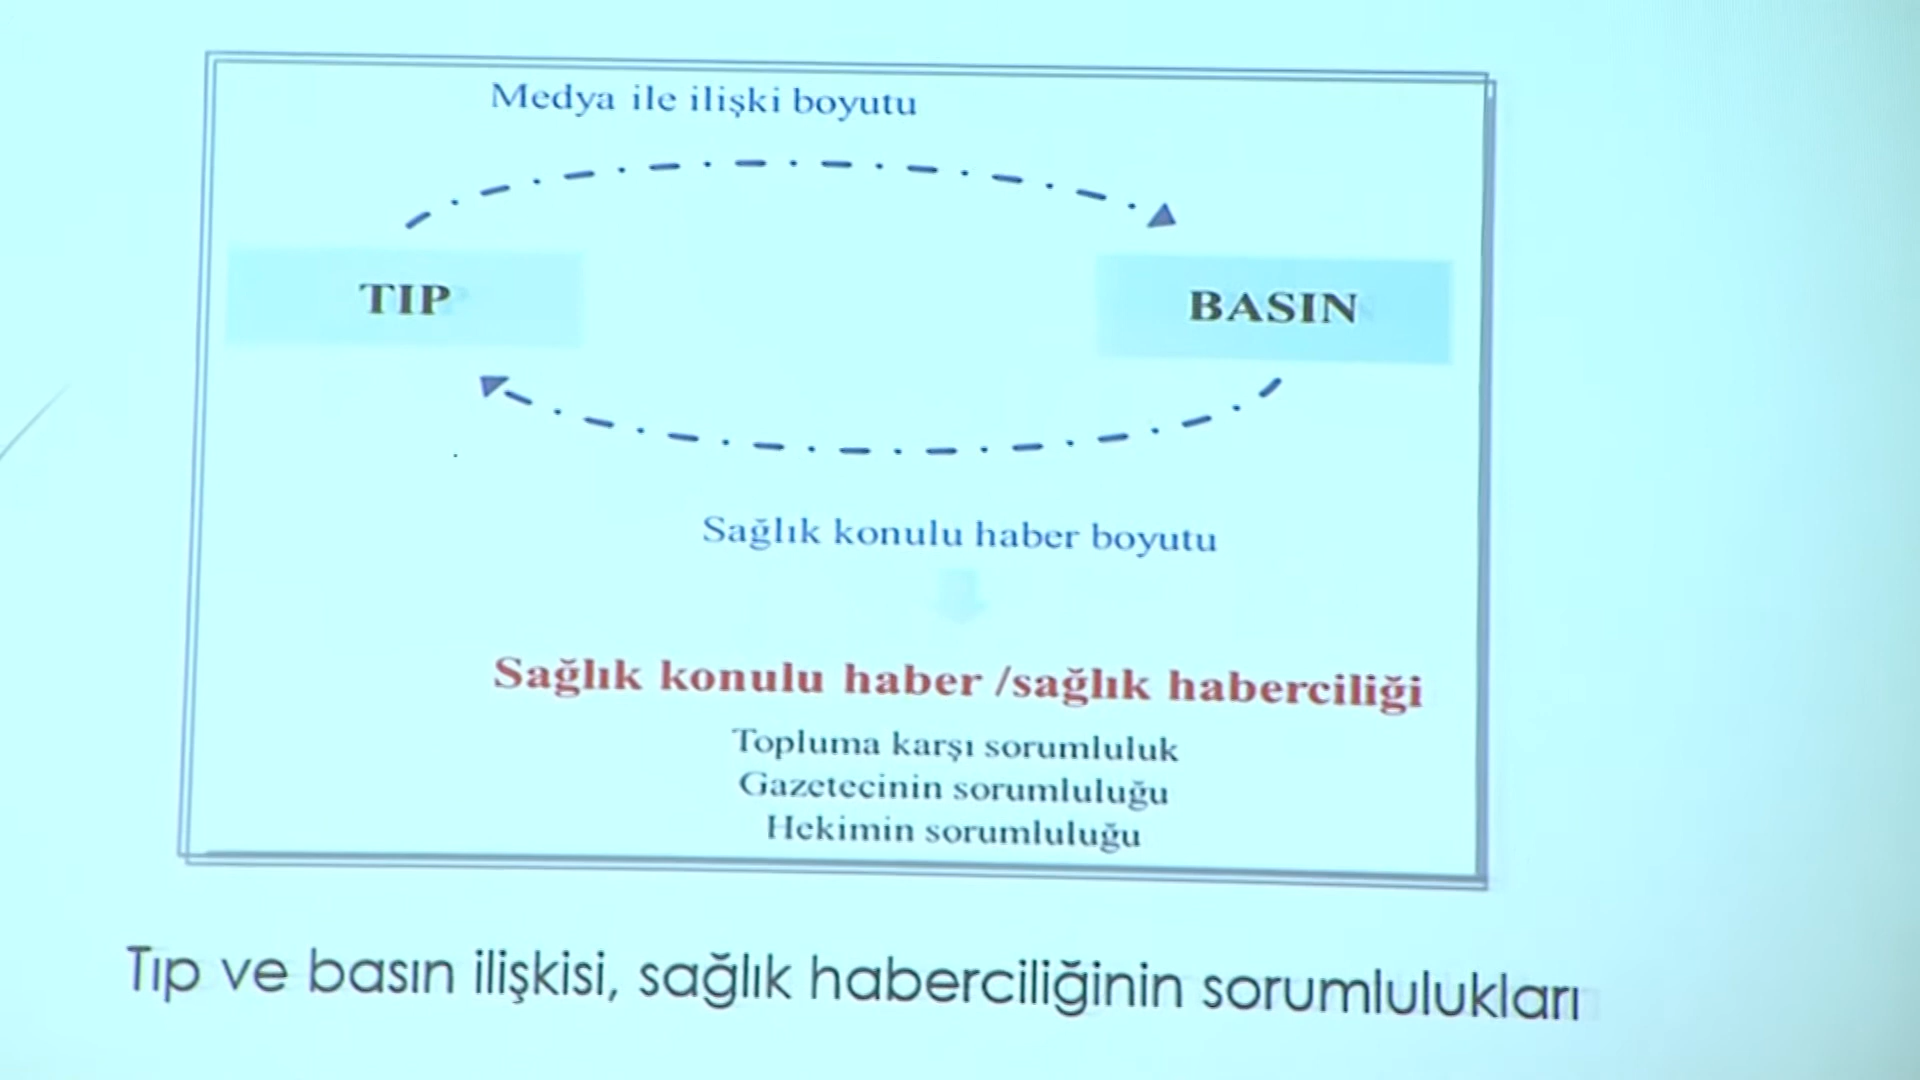 Medya ile ilişki boyutu
TIP
BASIN
Sağlık konulu haber boyutu
Sağlık konulu haber /sağlık haberciliği
Topluma karşı sorumluluk
Gazetecinin sorumluluğu
Hekimin sorumluluğu
Tıp ve basın ilişkisi, sağlık haberciliğinin sorumlulukları